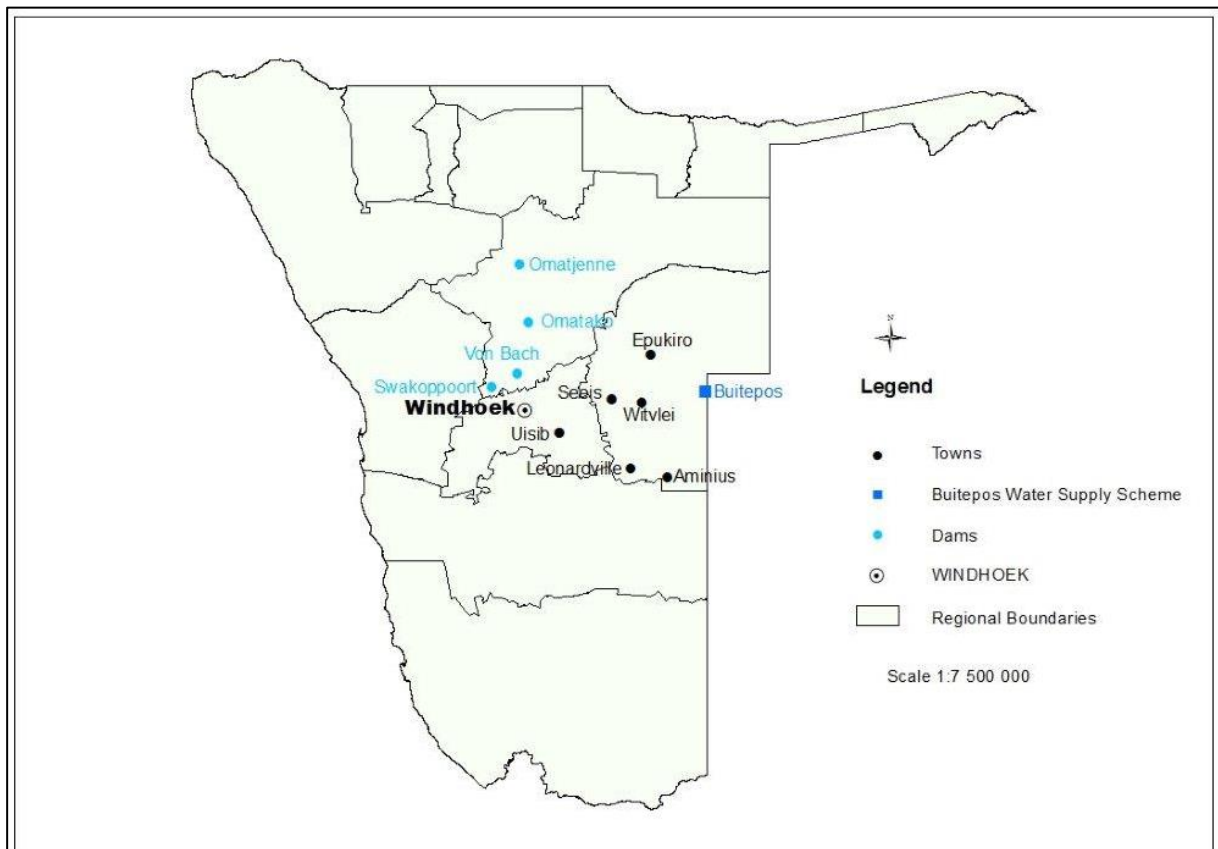 Omatjenne
Omatako
Epukiro
Von Bach
Swakoppoort
Seeis
Buitepos
Windhoek
Witvlei
Uisib
Leonardville
Aminius
N
Legend
Towns
Buitepos Water Supply Scheme
Dams
WINDHOEK
Regional Boundaries
Scale 1:7 500 000